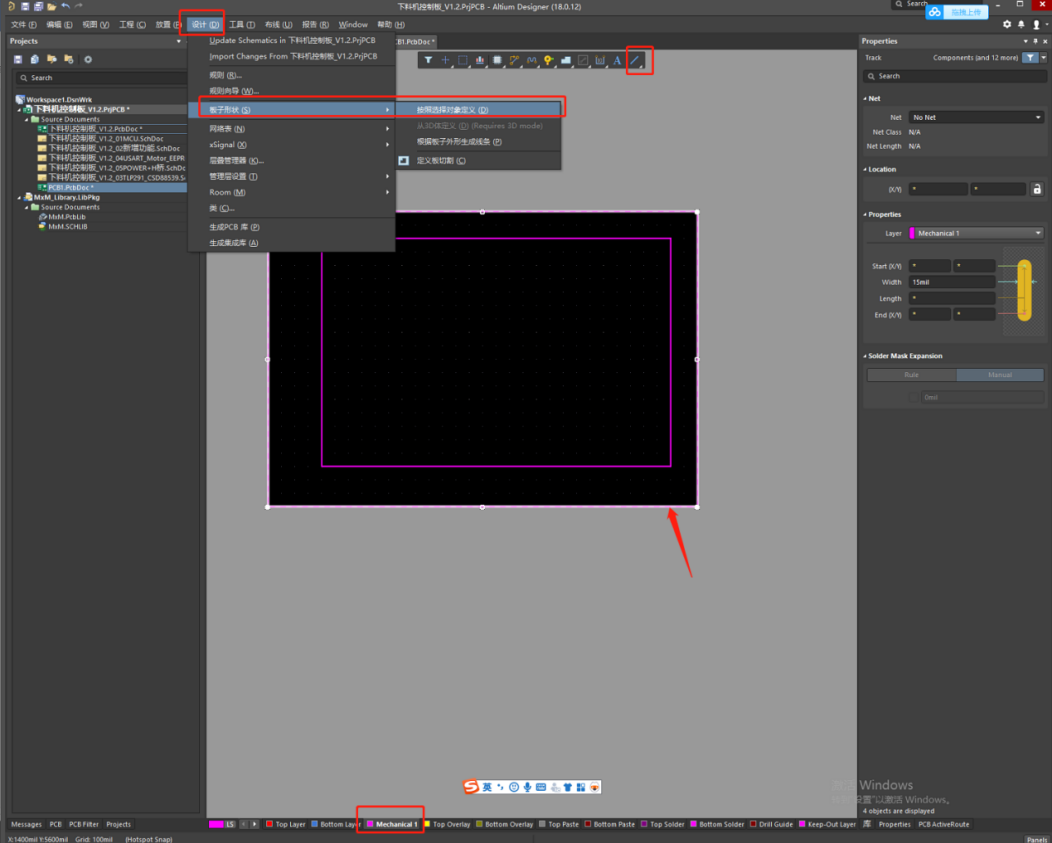 下料机控制板_V1.2.PrjPCB - Altium Designer (18.0.12)
Search
拖拽上传
文件 (F) 编辑 (E) 视图 (V) 工程 (C) 放置 (P) 设计 (D) 工具 (T) 布线 (U) 报告 (R) Window 帮助 (H)
Projects
Search
Workspace1.DsnWrk
下料机控制板_V1.2.PrjPCB *
Source Documents
下料机控制板_V1.2.PcbDoc *
下料机控制板_V1.2_01MCU.SchDoc
下料机控制板_V1.2_02新增功能.SchDoc
下料机控制板_V1.2_04USART_Motor_EEPR
下料机控制板_V1.2_05POWER+H桥.SchDc
下料机控制板_V1.2_03TLP291_CSD88539.Sc
PCB1.PcbDoc *
MxM_Library.LibPkg
Source Documents
MxM.PcbLib
MxM.SCHLIB
Update Schematics in 下料机控制板_V1.2.PrjPCB
Import Changes From 下料机控制板_V1.2.PrjPCB
规则 (R)...
规则向导 (W)...
板子形状 (S)
网络表 (N)
xSignal (X)
层叠管理器 (K)...
管理层设置 (T)
Room (M)
类 (C)...
生成PCB 库 (P)
生成集成库 (A)
按照选择对象定义 (D)
从3D体定义 (D) (Requires 3D mode)
根据板子外形生成线条 (P)
定义板切割 (C)
CB1.PcbDoc *
A
Properties
Track Components (and 12 more)
Search
Net
Net No Net
Net Class N/A
Net Length N/A
Location
(X/Y) * *
Properties
Layer Mechanical 1
Start (X/Y) * *
Width 15mil
Length *
End (X/Y) * *
Solder Mask Expansion
Rule Manual
0mil
英
激活 Windows
"设置"以激活 Windows。
4 objects are displayed
Messages PCB PCB Filter Projects
LS Top Layer Bottom Laye Mechanical 1 Top Overlay Bottom Overlay Top Paste Bottom Paste Top Solder Bottom Solder Drill Guide Keep-Out Layer
Properties PCB ActiveRoute
X:1400mil Y:5600mil Grid: 100mil (Hotspot Snap)
Panels